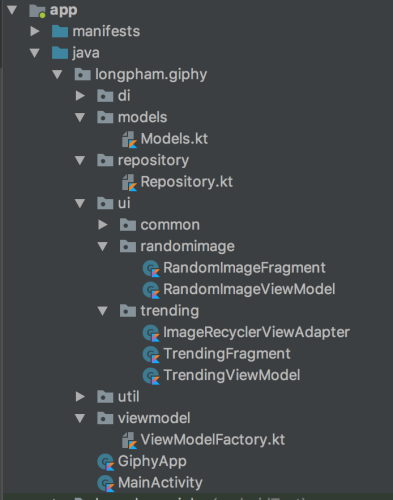 app
manifests
java
longpham.giphy
di
models
Models.kt
repository
Repository.kt
ui
common
randomimage
RandomImageFragment
RandomImageViewModel
trending
ImageRecyclerViewAdapter
TrendingFragment
TrendingViewModel
util
viewmodel
ViewModelFactory.kt
GiphyApp
MainActivity